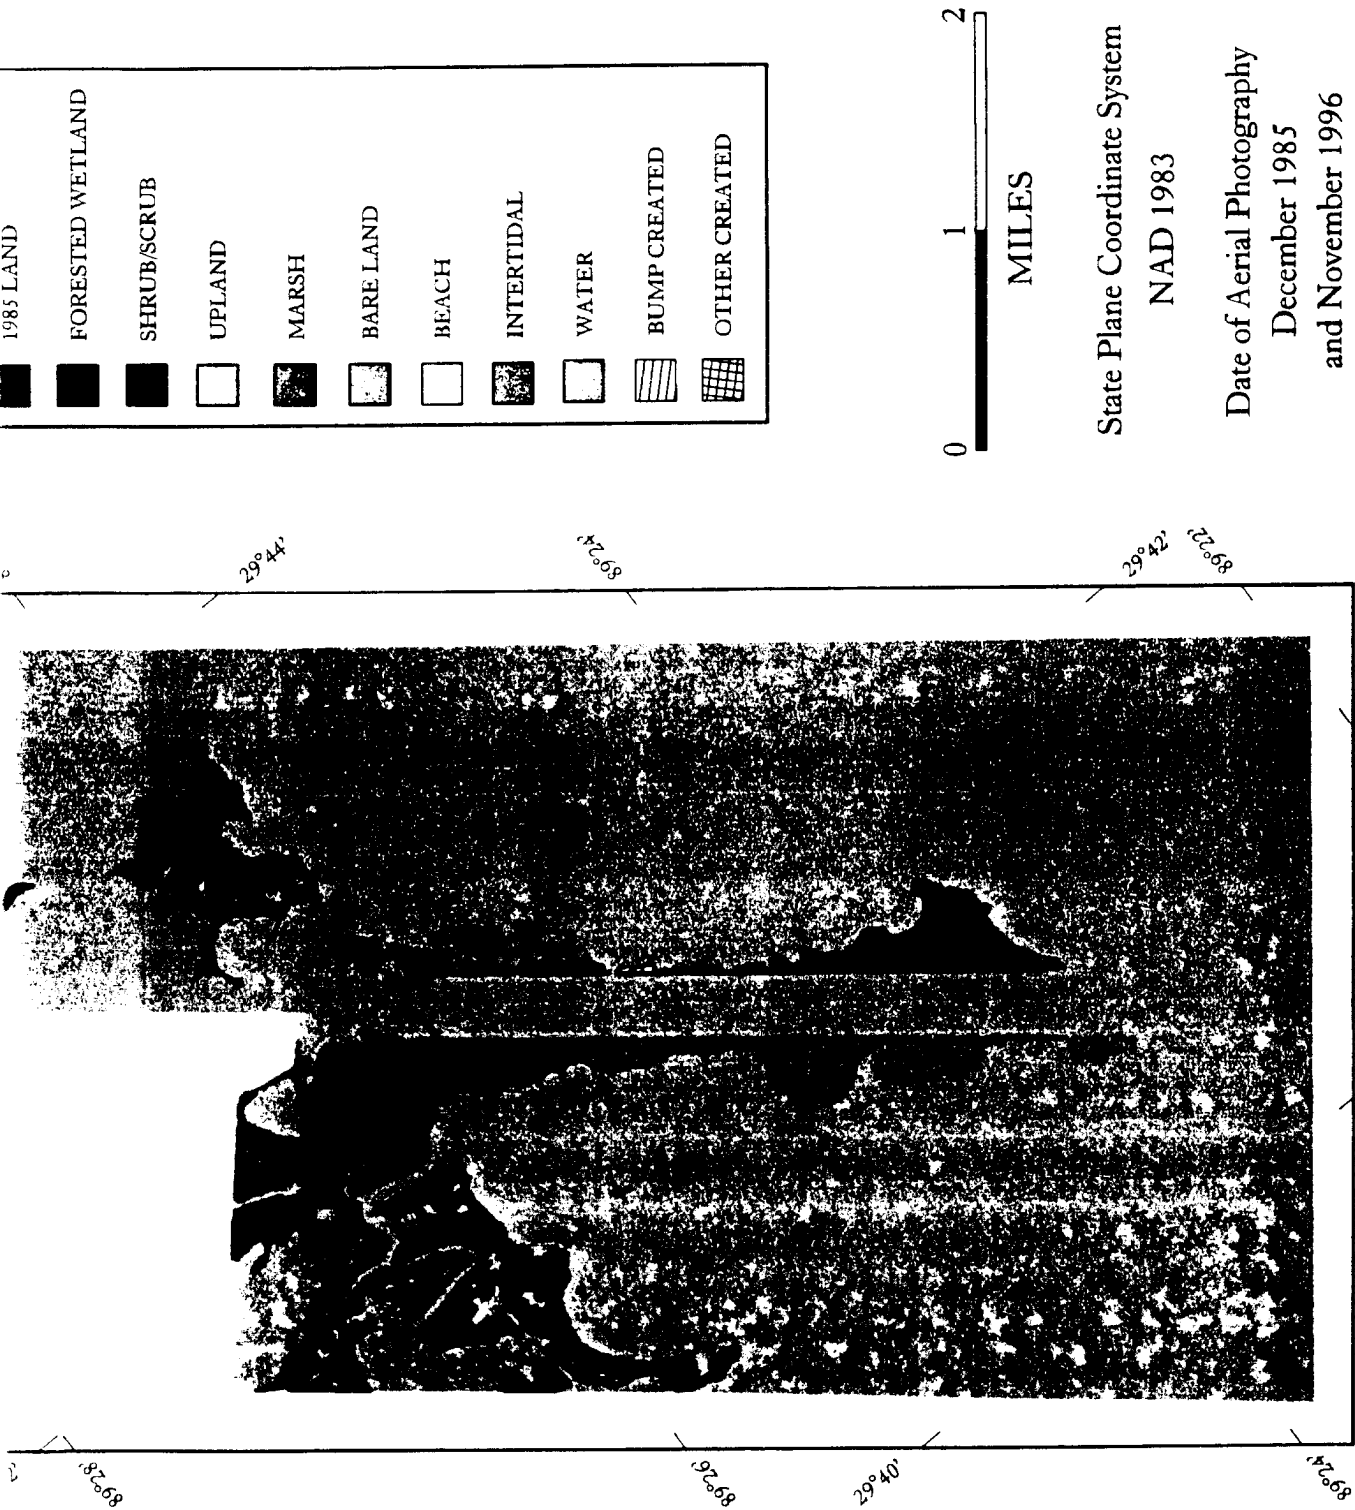 1985 LAND
FORESTED WETLAND
SHRUB/SCRUB
UPLAND
MARSH
BARE LAND
BEACH
INTERTIDAL
WATER
BUMP CREATED
OTHER CREATED
0 1 2
MILES
State Plane Coordinate System
NAD 1983
Date of Aerial Photography
December 1985
and November 1996
29°44'
89°24'
29°42'
89°22'
89°28'
89°26'
29°40'
89°24'